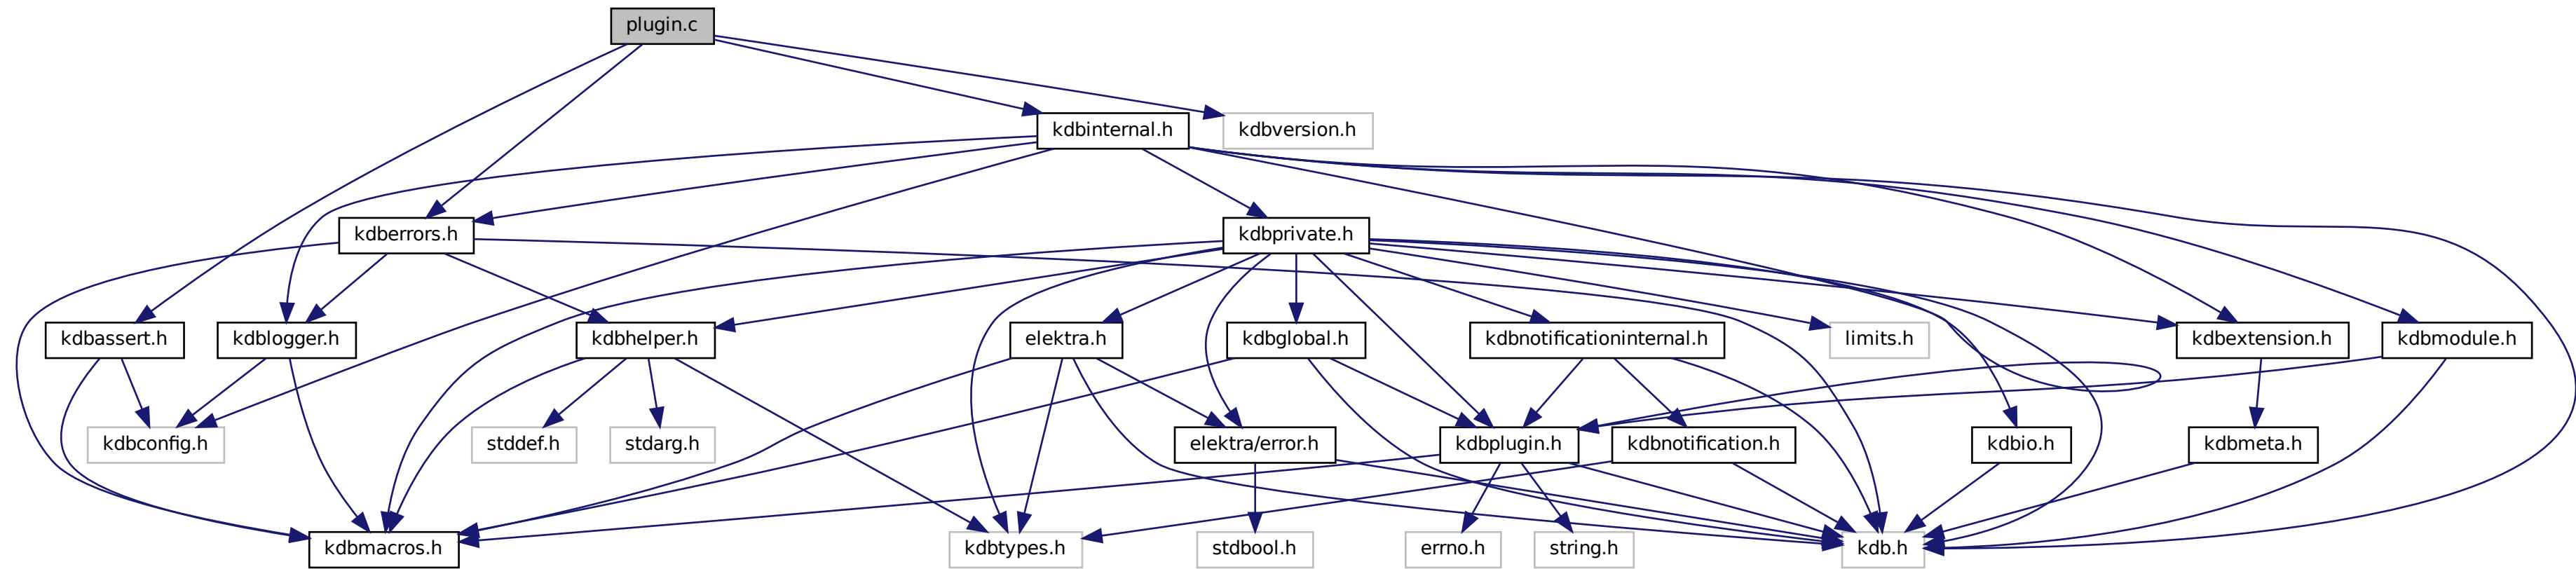 plugin.c
kdbinternal.h
kdbversion.h
kdberrors.h
kdbprivate.h
kdbassert.h
kdblogger.h
kdbhelper.h
elektra.h
kdbglobal.h
kdbnotificationinternal.h
limits.h
kdbextension.h
kdbmodule.h
kdbconfig.h
stddef.h
stdarg.h
elektra/error.h
kdbplugin.h
kdbnotification.h
kdbio.h
kdbmeta.h
kdbmacros.h
kdbtypes.h
stdbool.h
errno.h
string.h
kdb.h